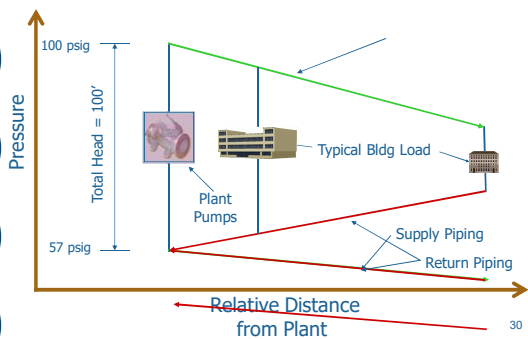 100 psig
Pressure
Total Head = 100'
Typical Bldg Load
Plant
Pumps
Supply Piping
57 psig
Return Piping
Relative Distance
from Plant
30